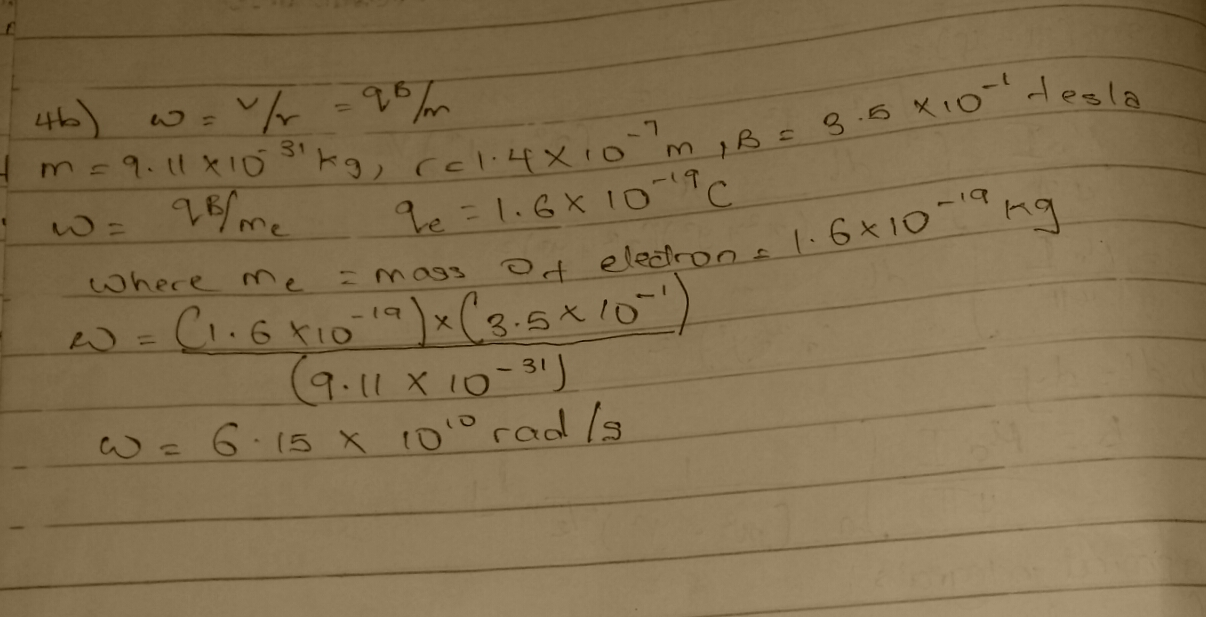 4b) ω = v/r = qB/m
m = 9.11 × 10^-31 kg, r = 1.4 × 10^-7 m, B = 3.5 × 10^-1 tesla
ω = qB/me qe = 1.6 × 10^-19 C
where me = mass of electron = 1.6 × 10^-19 kg
ω = (1.6 × 10^-19) × (3.5 × 10^-1)
(9.11 × 10^-31)
ω = 6.15 × 10^10 rad/s